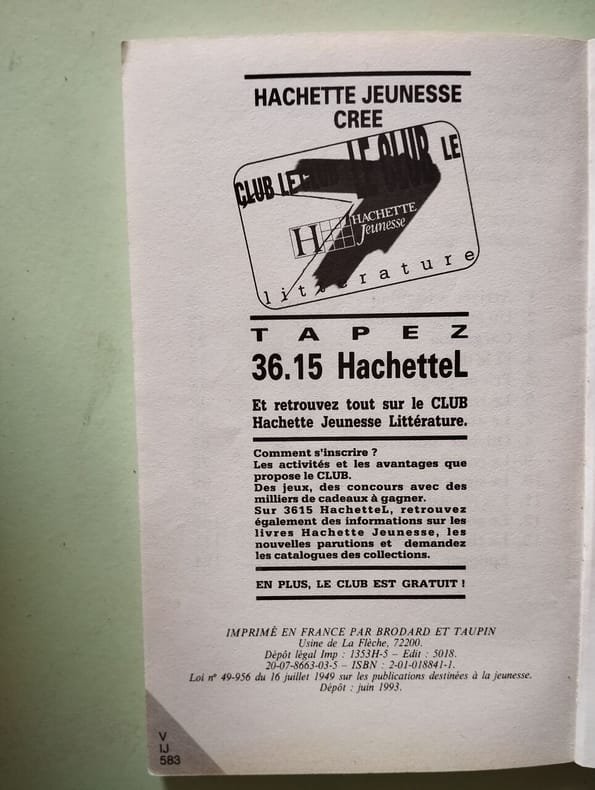 HACHETTE JEUNESSE
CREE
CLUB LE CLUB LE CLUB LE
H HACHETTE
Jeunesse
littérature
TAPEZ
36.15 HachetteL
Et retrouvez tout sur le CLUB
Hachette Jeunesse Littérature.
Comment s'inscrire ?
Les activités et les avantages que
propose le CLUB.
Des jeux, des concours avec des
milliers de cadeaux à gagner.
Sur 3615 HachetteL, retrouvez
également des informations sur les
livres Hachette Jeunesse, les
nouvelles parutions et demandez
les catalogues des collections.
EN PLUS, LE CLUB EST GRATUIT !
IMPRIMÉ EN FRANCE PAR BRODARD ET TAUPIN
Usine de La Flèche, 72200.
Dépôt légal Imp : 1353H-5 – Edit : 5018.
20-07-8663-03-5 – ISBN : 2-01-018841-1.
Loi n° 49-956 du 16 juillet 1949 sur les publications destinées à la jeunesse.
Dépôt : juin 1993.
V
IJ
583